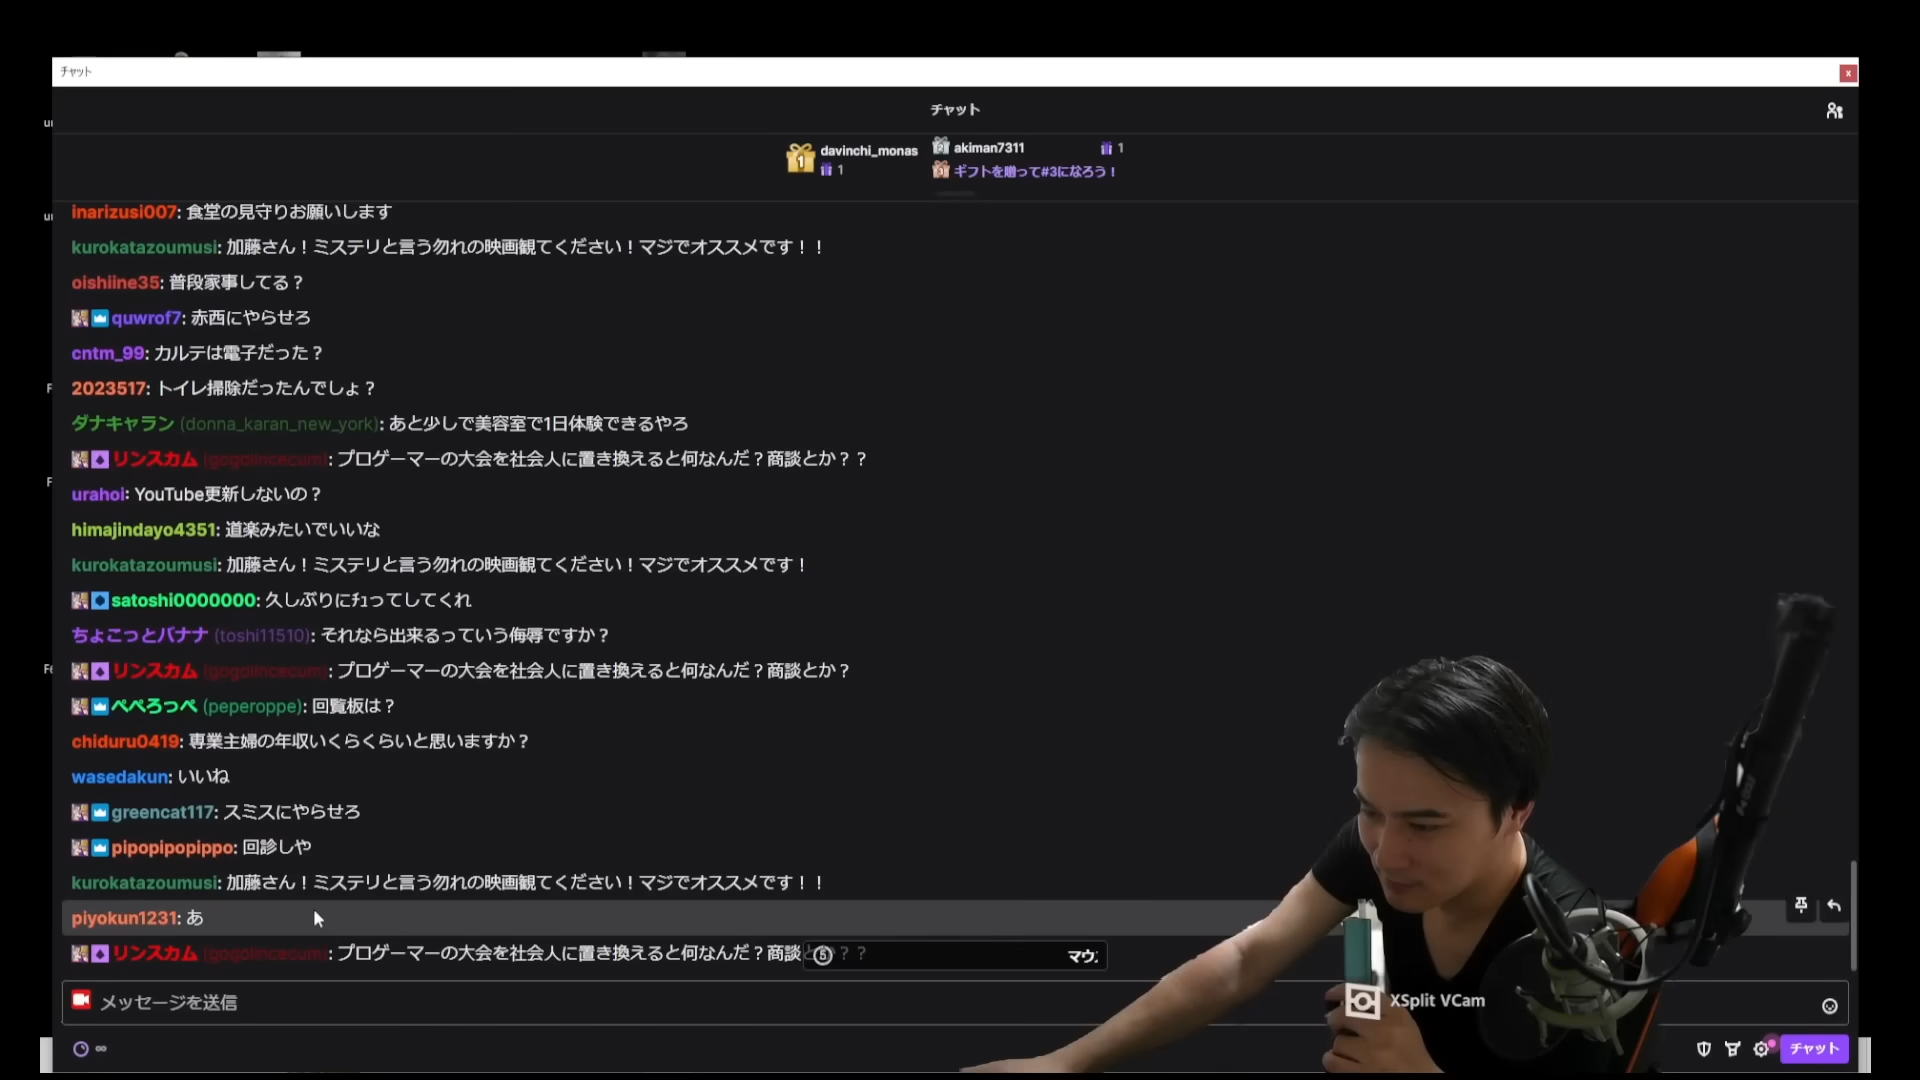 チャット
チャット
davinchi_monas
1
akiman7311
1
ギフトを贈って#3になろう！
inarizusi007: 食堂の見守りお願いします
kurokatazoumusi: 加藤さん！ミステリと言う勿れの映画観てください！マジでオススメです！！
oishiine35: 普段家事してる？
quwrof7: 赤西にやらせろ
cntm_99: カルテは電子だった？
2023517: トイレ掃除だったんでしょ？
ダナキャラン (donna_karan_new_york): あと少しで美容室で1日体験できるやろ
リンスカム (gogolincecum): プロゲーマーの大会を社会人に置き換えると何なんだ？商談とか？？
urahoi: YouTube更新しないの？
himajindayo4351: 道楽みたいでいいな
kurokatazoumusi: 加藤さん！ミステリと言う勿れの映画観てください！マジでオススメです！
satoshi0000000: 久しぶりにﾁｭってしてくれ
ちょこっとバナナ (toshi11510): それなら出来るっていう侮辱ですか？
リンスカム (gogolincecum): プロゲーマーの大会を社会人に置き換えると何なんだ？商談とか？
ぺぺろっぺ (peperoppe): 回覧板は？
chiduru0419: 専業主婦の年収いくらくらいと思いますか？
wasedakun: いいね
greencat117: スミスにやらせろ
pipopipopippo: 回診しや
kurokatazoumusi: 加藤さん！ミステリと言う勿れの映画観てください！マジでオススメです！！
piyokun1231: あ
リンスカム (gogolincecum): プロゲーマーの大会を社会人に置き換えると何なんだ？商談とか？？
マウ
メッセージを送信
XSplit VCam
∞
チャット